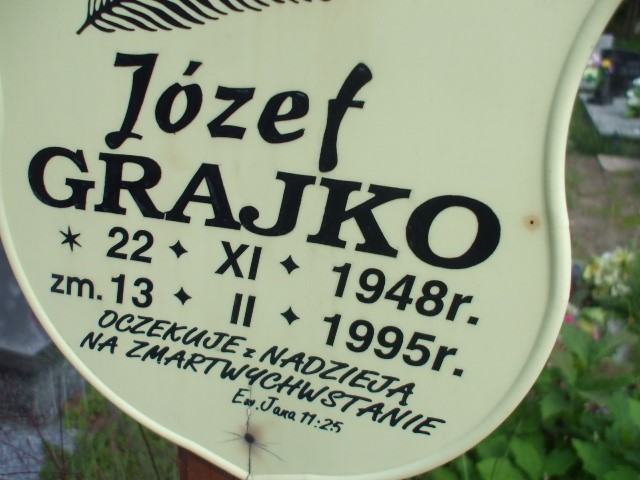 Józef
GRAJKO
* 22 ✦ XI ✦ 1948r.
zm. 13 ✦ II ✦ 1995r.
OCZEKUJE z NADZIEJĄ
NA ZMARTWYCHWSTANIE
Ew. Jana 11:25